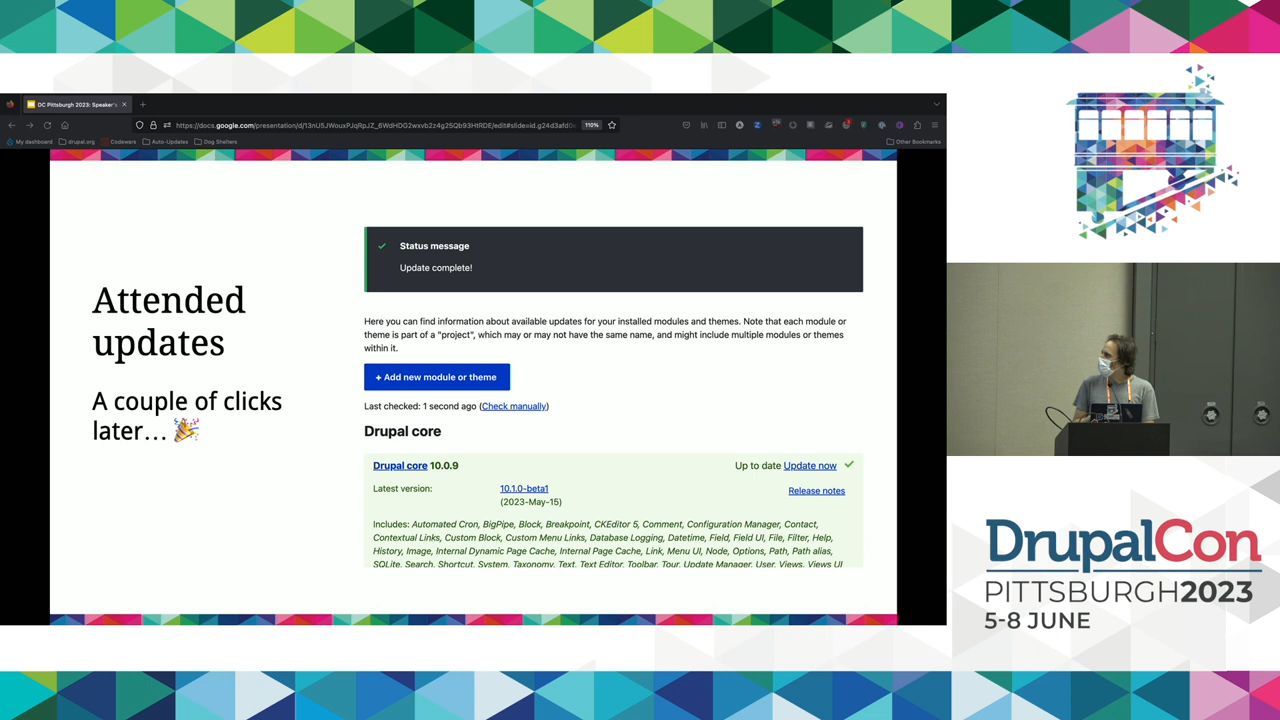 DC Pittsburgh 2023: Speaker's
110%
My dashboard
drupal.org
Codewars
Auto-Updates
Dog Shelters
Other Bookmarks
Attended
updates
A couple of clicks
later…
Status message
Update complete!
Here you can find information about available updates for your installed modules and themes. Note that each module or
theme is part of a "project", which may or may not have the same name, and might include multiple modules or themes
within it.
+ Add new module or theme
Last checked: 1 second ago (Check manually)
Drupal core
Drupal core 10.0.9
Up to date Update now
Latest version:
10.1.0-beta1
(2023-May-15)
Release notes
Includes: Automated Cron, BigPipe, Block, Breakpoint, CKEditor 5, Comment, Configuration Manager, Contact,
Contextual Links, Custom Block, Custom Menu Links, Database Logging, Datetime, Field, Field UI, File, Filter, Help,
History, Image, Internal Dynamic Page Cache, Internal Page Cache, Link, Menu UI, Node, Options, Path, Path alias,
SQLite, Search, Shortcut, System, Taxonomy, Text, Text Editor, Toolbar, Tour, Update Manager, User, Views, Views UI
DrupalCon
PITTSBURGH2023
5-8 JUNE